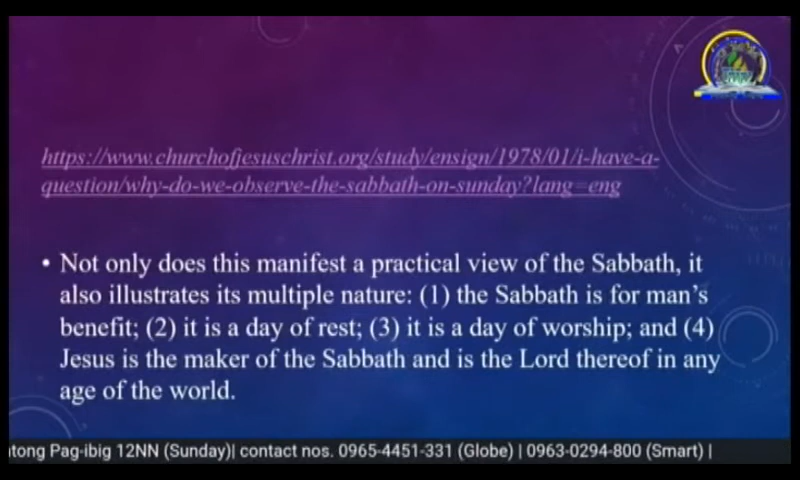 https://www.churchofjesuschrist.org/study/ensign/1978/01/i-have-a-
question/why-do-we-observe-the-sabbath-on-sunday?lang=eng
• Not only does this manifest a practical view of the Sabbath, it
also illustrates its multiple nature: (1) the Sabbath is for man's
benefit; (2) it is a day of rest; (3) it is a day of worship; and (4)
Jesus is the maker of the Sabbath and is the Lord thereof in any
age of the world.
Pag-ibig 12NN (Sunday)| contact nos. 0965-4451-331 (Globe) | 0963-0294-800 (Smart) |